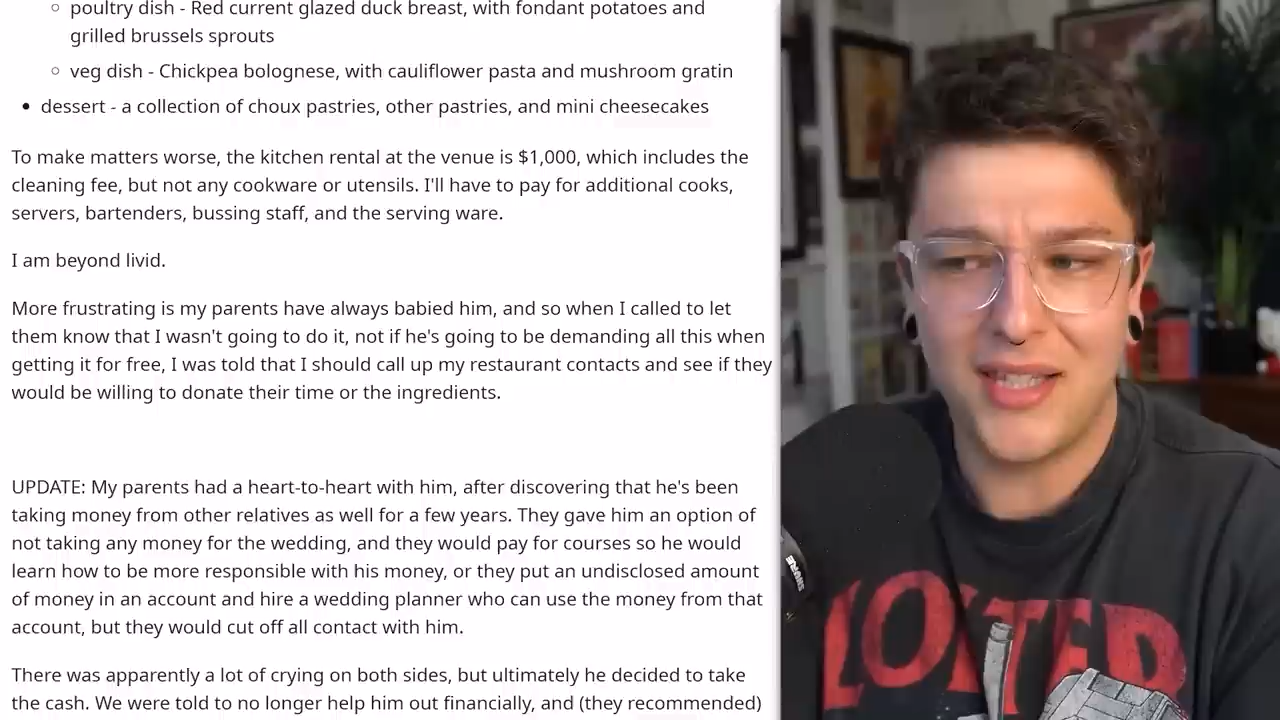 poultry dish - Red current glazed duck breast, with fondant potatoes and
grilled brussels sprouts
veg dish - Chickpea bolognese, with cauliflower pasta and mushroom gratin
dessert - a collection of choux pastries, other pastries, and mini cheesecakes
To make matters worse, the kitchen rental at the venue is $1,000, which includes the
cleaning fee, but not any cookware or utensils. I'll have to pay for additional cooks,
servers, bartenders, bussing staff, and the serving ware.
I am beyond livid.
More frustrating is my parents have always babied him, and so when I called to let
them know that I wasn't going to do it, not if he's going to be demanding all this when
getting it for free, I was told that I should call up my restaurant contacts and see if they
would be willing to donate their time or the ingredients.
UPDATE: My parents had a heart-to-heart with him, after discovering that he's been
taking money from other relatives as well for a few years. They gave him an option of
not taking any money for the wedding, and they would pay for courses so he would
learn how to be more responsible with his money, or they put an undisclosed amount
of money in an account and hire a wedding planner who can use the money from that
account, but they would cut off all contact with him.
There was apparently a lot of crying on both sides, but ultimately he decided to take
the cash. We were told to no longer help him out financially, and (they recommended)
SHURE